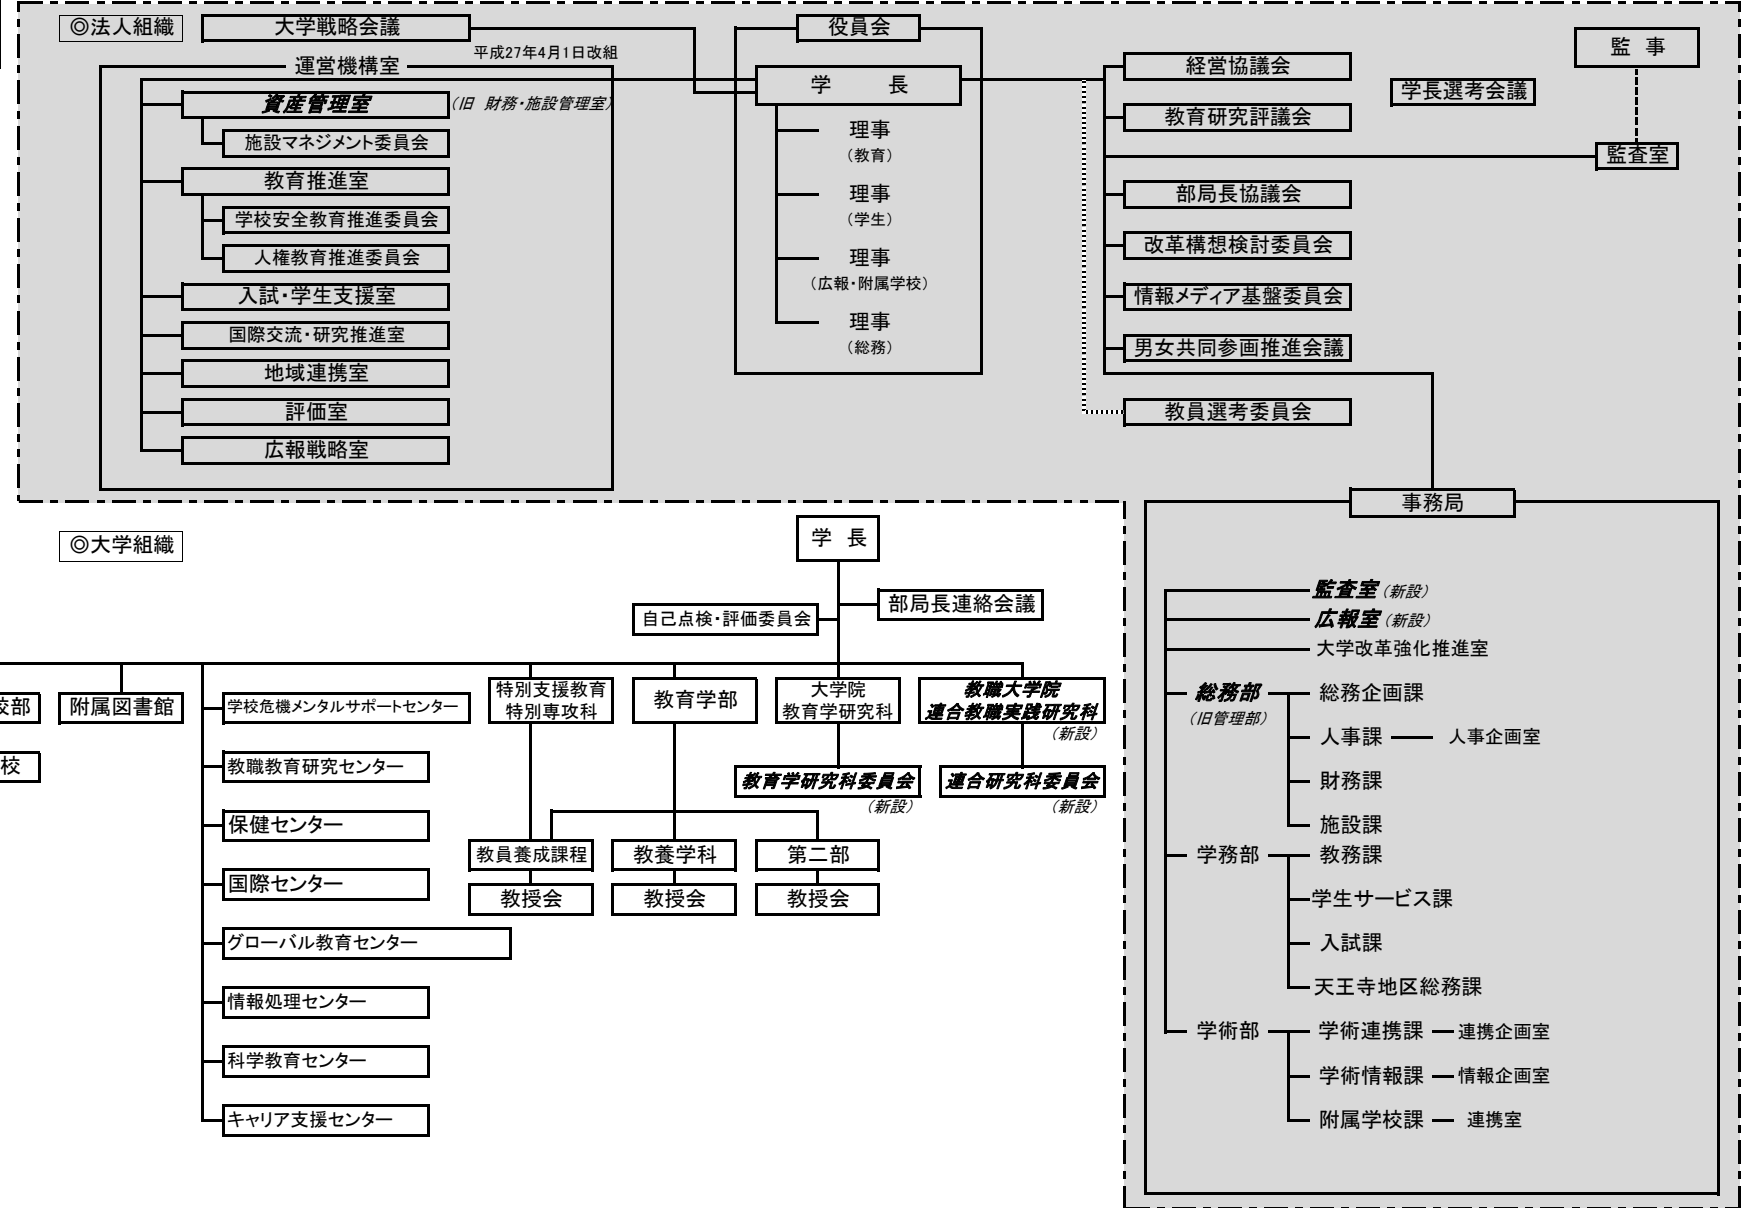 ◎法人組織
大学戦略会議
平成27年4月1日改組
運営機構室
資産管理室
（旧　財務・施設管理室）
施設マネジメント委員会
教育推進室
学校安全教育推進委員会
人権教育推進委員会
入試・学生支援室
国際交流・研究推進室
地域連携室
評価室
広報戦略室
役員会
学　長
理事
（教育）
理事
（学生）
理事
（広報・附属学校）
理事
（総務）
経営協議会
教育研究評議会
部局長協議会
改革構想検討委員会
情報メディア基盤委員会
男女共同参画推進会議
教員選考委員会
学長選考会議
監　事
監査室
◎大学組織
学　長
部局長連絡会議
自己点検・評価委員会
校部
校
附属図書館
学校危機メンタルサポートセンター
教職教育研究センター
保健センター
国際センター
グローバル教育センター
情報処理センター
科学教育センター
キャリア支援センター
特別支援教育
特別専攻科
教育学部
大学院
教育学研究科
教職大学院
連合教職実践研究科
（新設）
教育学研究科委員会
（新設）
連合研究科委員会
（新設）
教員養成課程
教養学科
第二部
教授会
教授会
教授会
事務局
監査室（新設）
広報室（新設）
大学改革強化推進室
総務部
（旧管理部）
総務企画課
人事課
人事企画室
財務課
施設課
学務部
教務課
学生サービス課
入試課
天王寺地区総務課
学術部
学術連携課
連携企画室
学術情報課
情報企画室
附属学校課
連携室